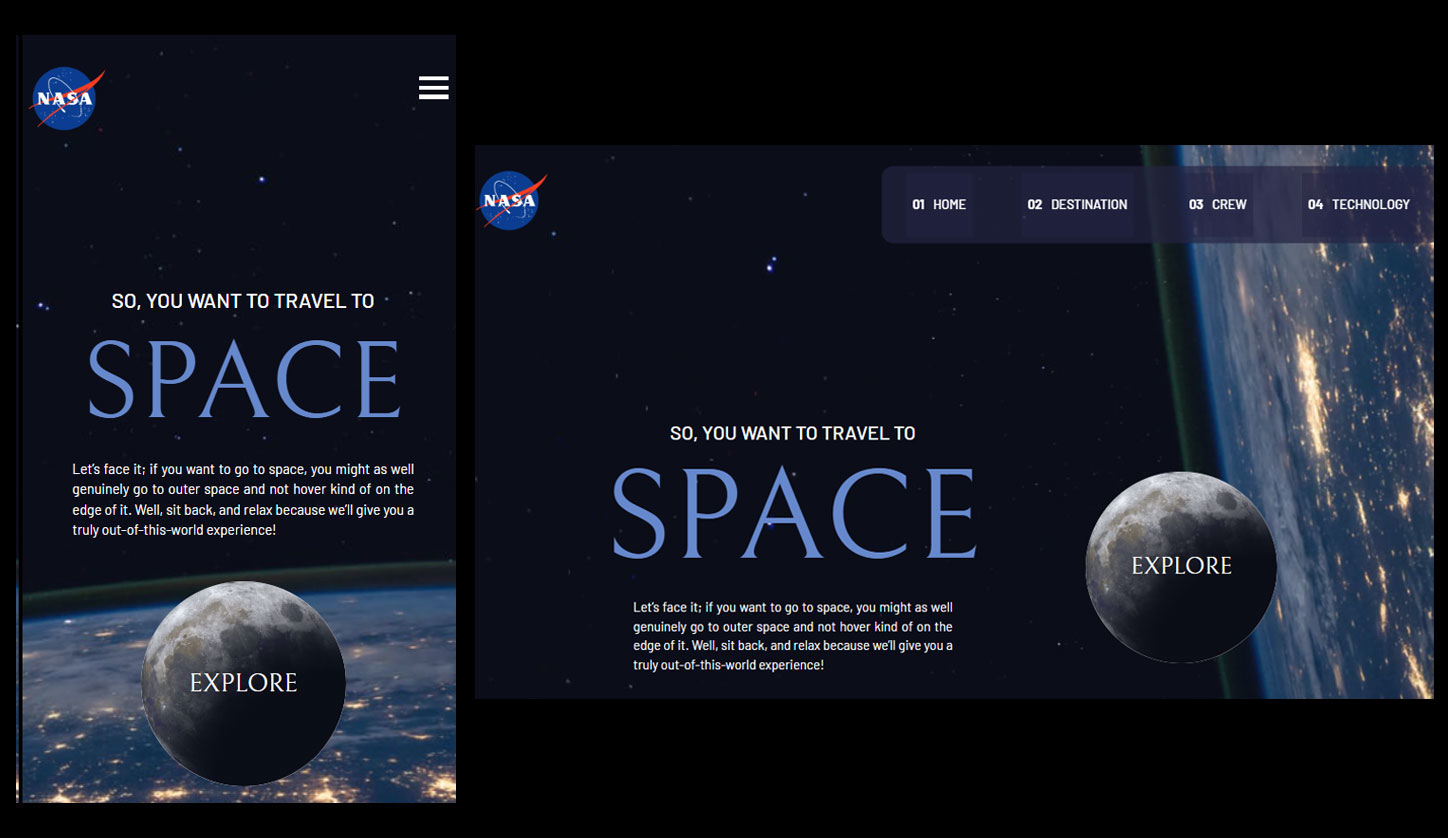 NASA
SO, YOU WANT TO TRAVEL TO
SPACE
Let's face it; if you want to go to space, you might as well
genuinely go to outer space and not hover kind of on the
edge of it. Well, sit back, and relax because we'll give you a
truly out-of-this-world experience!
EXPLORE
NASA
01 HOME
02 DESTINATION
03 CREW
04 TECHNOLOGY
SO, YOU WANT TO TRAVEL TO
SPACE
Let's face it; if you want to go to space, you might as well
genuinely go to outer space and not hover kind of on the
edge of it. Well, sit back, and relax because we'll give you a
truly out-of-this-world experience!
EXPLORE